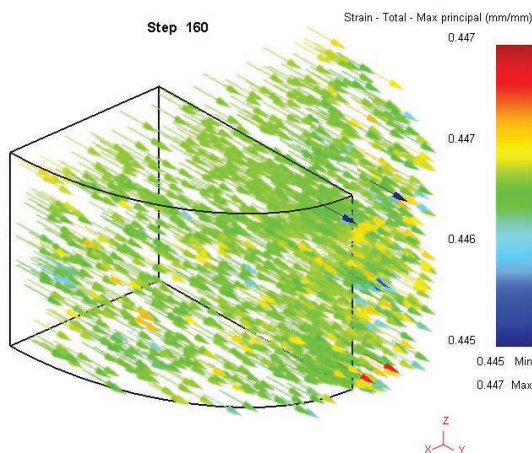 Strain - Total - Max principal (mm/mm)
Step 160
0.447
0.447
0.446
0.445
0.445 Min
0.447 Max
Z
X Y